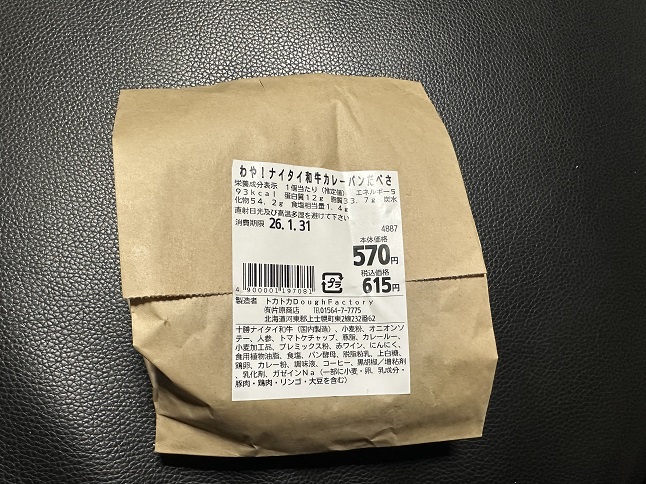 わや!ナイタイ和牛カレーパンだべさ
栄養成分表示 1個当たり(推定値) エネルギー5
93kcal 蛋白質12g 脂質33.7g 炭水
化物54.2g 食塩相当量1.4g
直射日光及び高温多湿を避けて下さい
消費期限 26.1.31
4887
本体価格
570円
税込価格
615円
4900001197081
プラ
製造者 トカトカDoughFactory
㈲片原商店 ℡01564-7-7775
北海道河東郡上士幌町東2線232番62
十勝ナイタイ和牛(国内製造)、小麦粉、オニオンソ
テー、人参、トマトケチャップ、豚脂、カレールー、
小麦加工品、プレミックス粉、赤ワイン、にんにく、
食用植物油脂、食塩、パン酵母、脱脂粉乳、上白糖、
鶏卵、カレー粉、調味液、コーヒー、黒胡椒/増粘剤
、乳化剤、ガゼインNa(一部に小麦・卵、乳成分・
豚肉・鶏肉・リンゴ・大豆を含む)